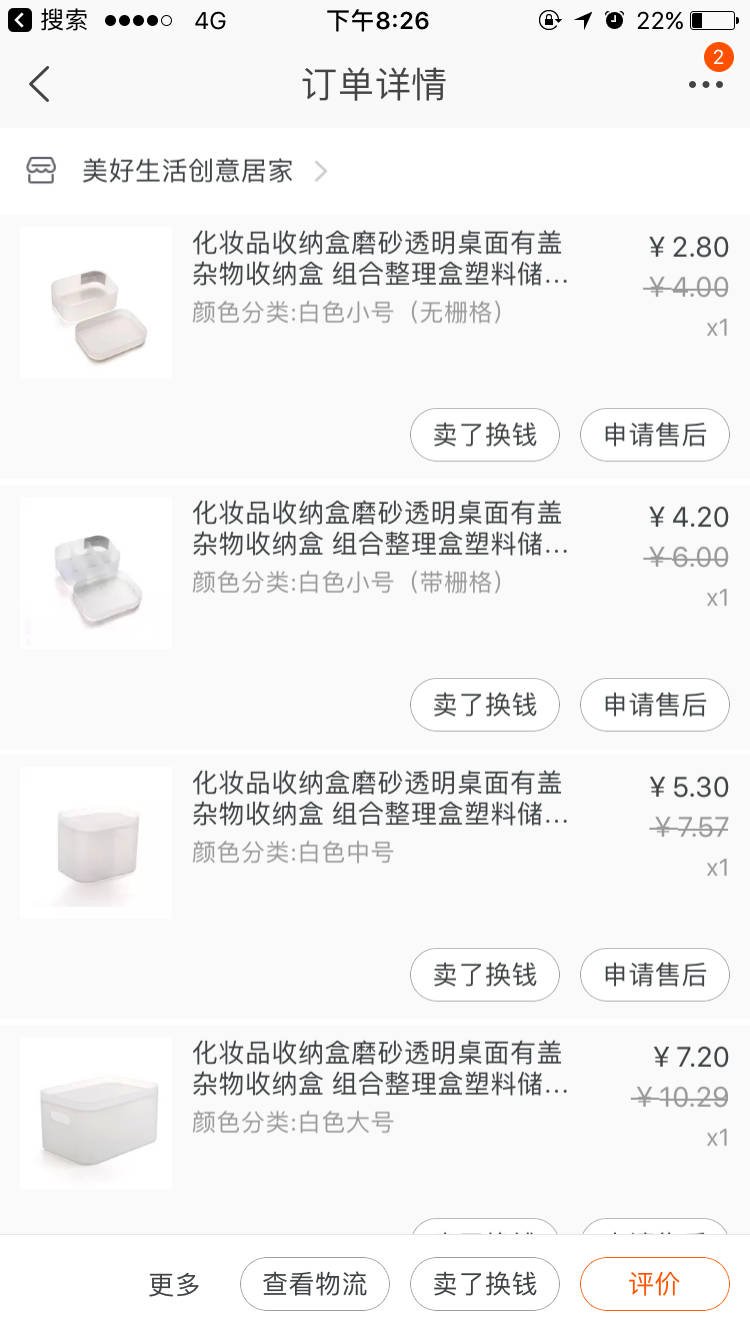 搜索 4G 下午8:26 22%
订单详情
2
美好生活创意居家
化妆品收纳盒磨砂透明桌面有盖
杂物收纳盒 组合整理盒塑料储...
颜色分类:白色小号（无栅格）
¥2.80
¥4.00
x1
卖了换钱 申请售后
化妆品收纳盒磨砂透明桌面有盖
杂物收纳盒 组合整理盒塑料储...
颜色分类:白色小号（带栅格）
¥4.20
¥6.00
x1
卖了换钱 申请售后
化妆品收纳盒磨砂透明桌面有盖
杂物收纳盒 组合整理盒塑料储...
颜色分类:白色中号
¥5.30
¥7.57
x1
卖了换钱 申请售后
化妆品收纳盒磨砂透明桌面有盖
杂物收纳盒 组合整理盒塑料储...
颜色分类:白色大号
¥7.20
¥10.29
x1
更多 查看物流 卖了换钱 评价